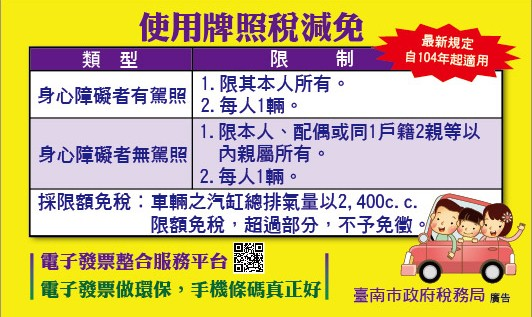 使用牌照稅減免
最新規定
自104年起適用
類 型
限 制
身心障礙者有駕照
1. 限其本人所有。
2. 每人1輛。
身心障礙者無駕照
1. 限本人、配偶或同1戶籍2親等以
內親屬所有。
2. 每人1輛。
採限額免稅：車輛之汽缸總排氣量以2,400c.c.
限額免稅，超過部分，不予免徵。
電子發票整合服務平台
電子發票做環保，手機條碼真正好
臺南市政府稅務局 廣告